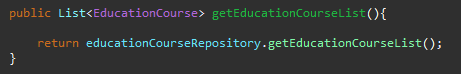 public List<EducationCourse> getEducationCourseList(){
return educationCourseRepository.getEducationCourseList();
}